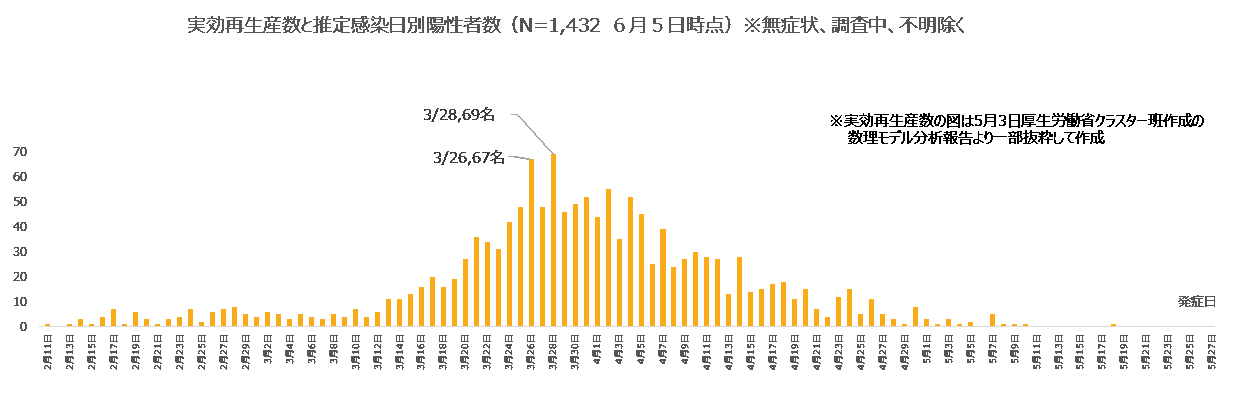 実効再生産数と推定感染日別陽性者数（N=1,432　６月５日時点）※無症状、調査中、不明除く
3/28,69名
※実効再生産数の図は5月3日厚生労働省クラスター班作成の
数理モデル分析報告より一部抜粋して作成
3/26,67名
70
60
50
40
30
20
10
0
発症日
2月11日
2月13日
2月15日
2月17日
2月19日
2月21日
2月23日
2月25日
2月27日
2月29日
3月2日
3月4日
3月6日
3月8日
3月10日
3月12日
3月14日
3月16日
3月18日
3月20日
3月22日
3月24日
3月26日
3月28日
3月30日
4月1日
4月3日
4月5日
4月7日
4月9日
4月11日
4月13日
4月15日
4月17日
4月19日
4月21日
4月23日
4月25日
4月27日
4月29日
5月1日
5月3日
5月5日
5月7日
5月9日
5月11日
5月13日
5月15日
5月17日
5月19日
5月21日
5月23日
5月25日
5月27日